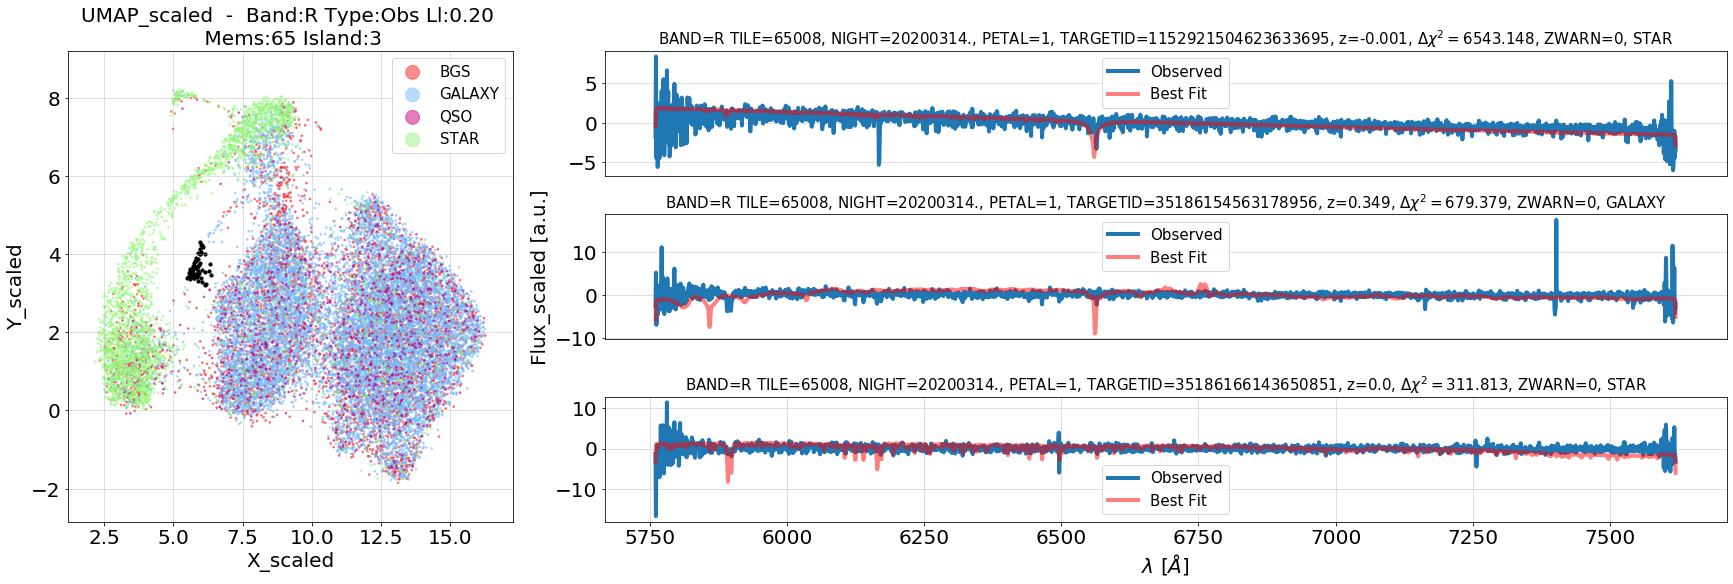 UMAP_scaled - Band:R Type:Obs Ll:0.20
Mems:65 Island:3
BGS
GALAXY
QSO
STAR
8
6
4
2
0
−2
Y_scaled
2.5 5.0 7.5 10.0 12.5 15.0
X_scaled
BAND=R TILE=65008, NIGHT=20200314., PETAL=1, TARGETID=1152921504623633695, z=-0.001, Δχ² = 6543.148, ZWARN=0, STAR
Observed
Best Fit
5
0
−5
BAND=R TILE=65008, NIGHT=20200314., PETAL=1, TARGETID=35186154563178956, z=0.349, Δχ² = 679.379, ZWARN=0, GALAXY
Observed
Best Fit
10
0
−10
Flux_scaled [a.u.]
BAND=R TILE=65008, NIGHT=20200314., PETAL=1, TARGETID=35186166143650851, z=0.0, Δχ² = 311.813, ZWARN=0, STAR
10
0
−10
Observed
Best Fit
5750 6000 6250 6500 6750 7000 7250 7500
λ [Å]